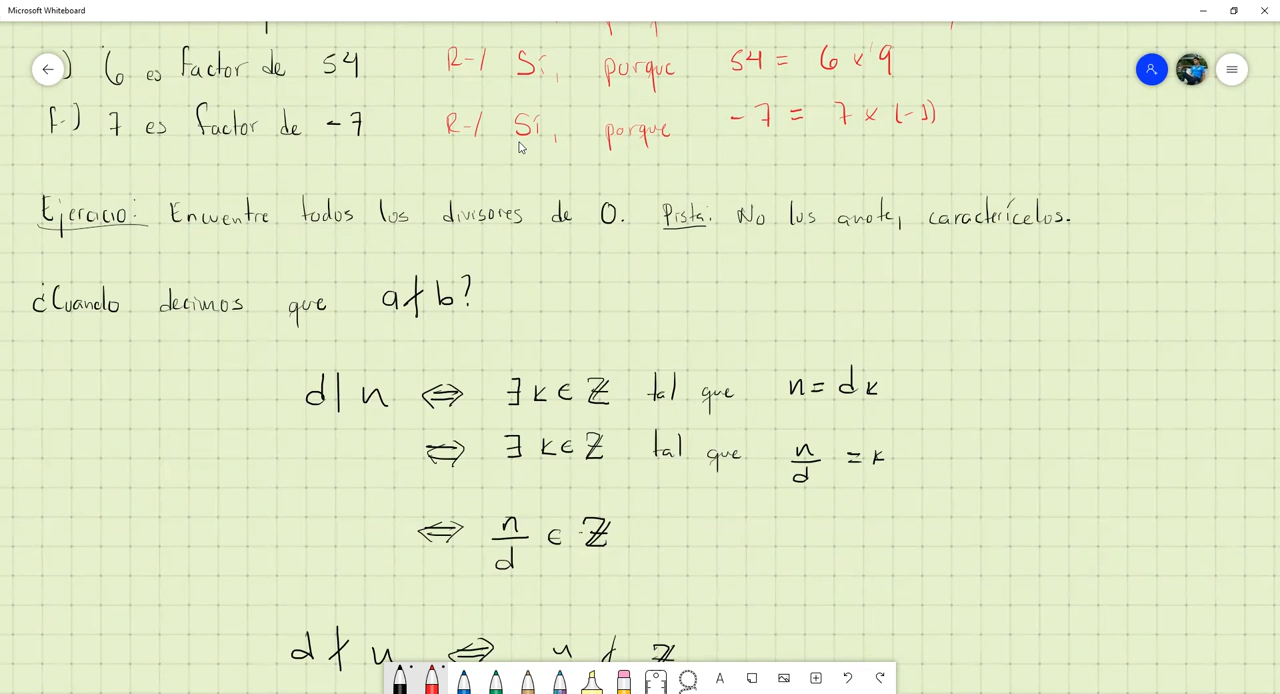 Microsoft Whiteboard
) 6 es factor de 54 R-/ Sí, porque 54 = 6 x 9
f-) 7 es factor de -7 R-/ Sí, porque -7 = 7 x (-1)
Ejercicio: Encuentre todos los divisores de 0. Pista: No los anote, caracterícelos.
¿Cuando decimos que a∤b?
d|n ⇔ ∃ k ∈ ℤ tal que n = dk
⇔ ∃ k ∈ ℤ tal que n/d = k
⇔ n/d ∈ ℤ
d∤n ⇔ n ∉ ℤ